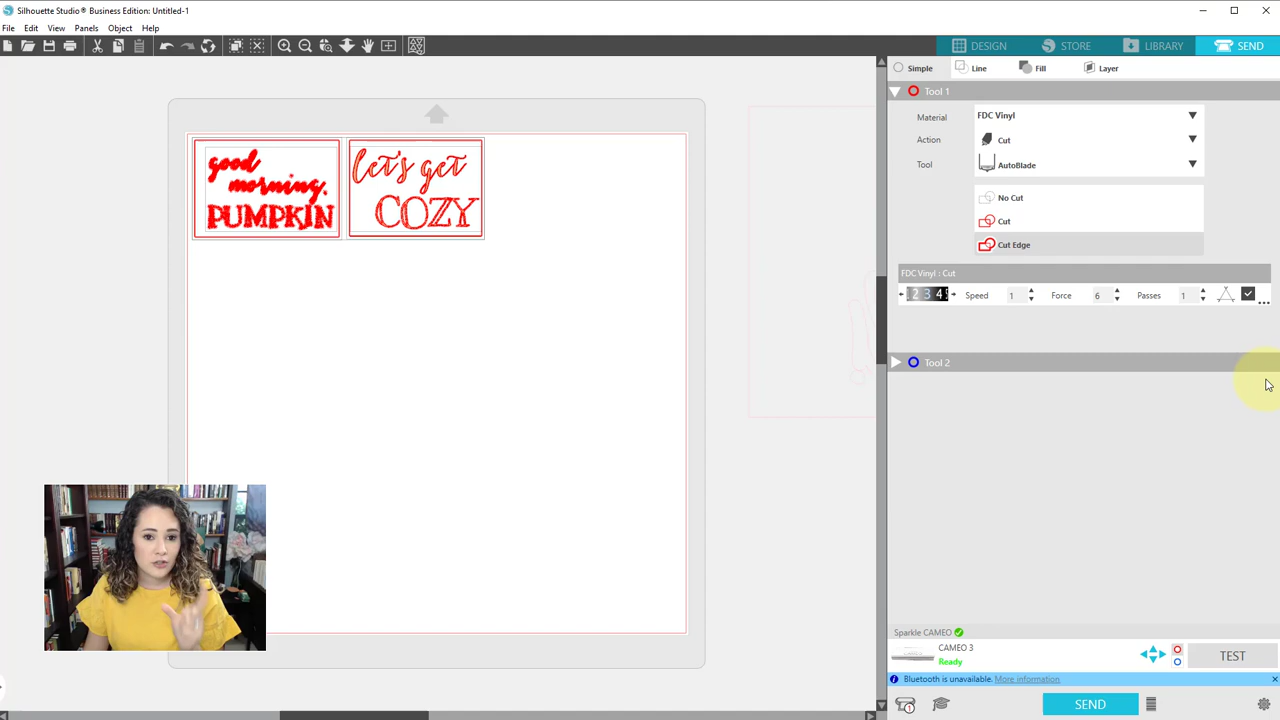 Silhouette Studio® Business Edition: Untitled-1
File Edit View Panels Object Help
DESIGN STORE LIBRARY SEND
Simple Line Fill Layer
Tool 1
Material FDC Vinyl
Action Cut
Tool AutoBlade
No Cut
Cut
Cut Edge
FDC Vinyl : Cut
2 3 4 Speed 1 Force 6 Passes 1
Tool 2
good
morning,
PUMPKIN
let's get
COZY
Sparkle CAMEO
CAMEO 3
Ready
TEST
Bluetooth is unavailable. More information
SEND